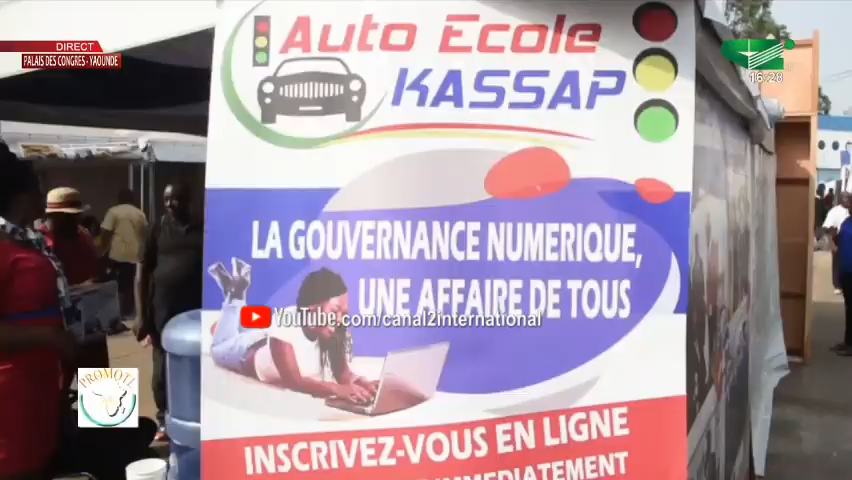 DIRECT
PALAIS DES CONGRES - YAOUNDE
16:28
Auto Ecole
KASSAP
LA GOUVERNANCE NUMERIQUE,
UNE AFFAIRE DE TOUS
YouTube.com/canal2international
PROMOTE
INSCRIVEZ-VOUS EN LIGNE
IMMEDIATEMENT